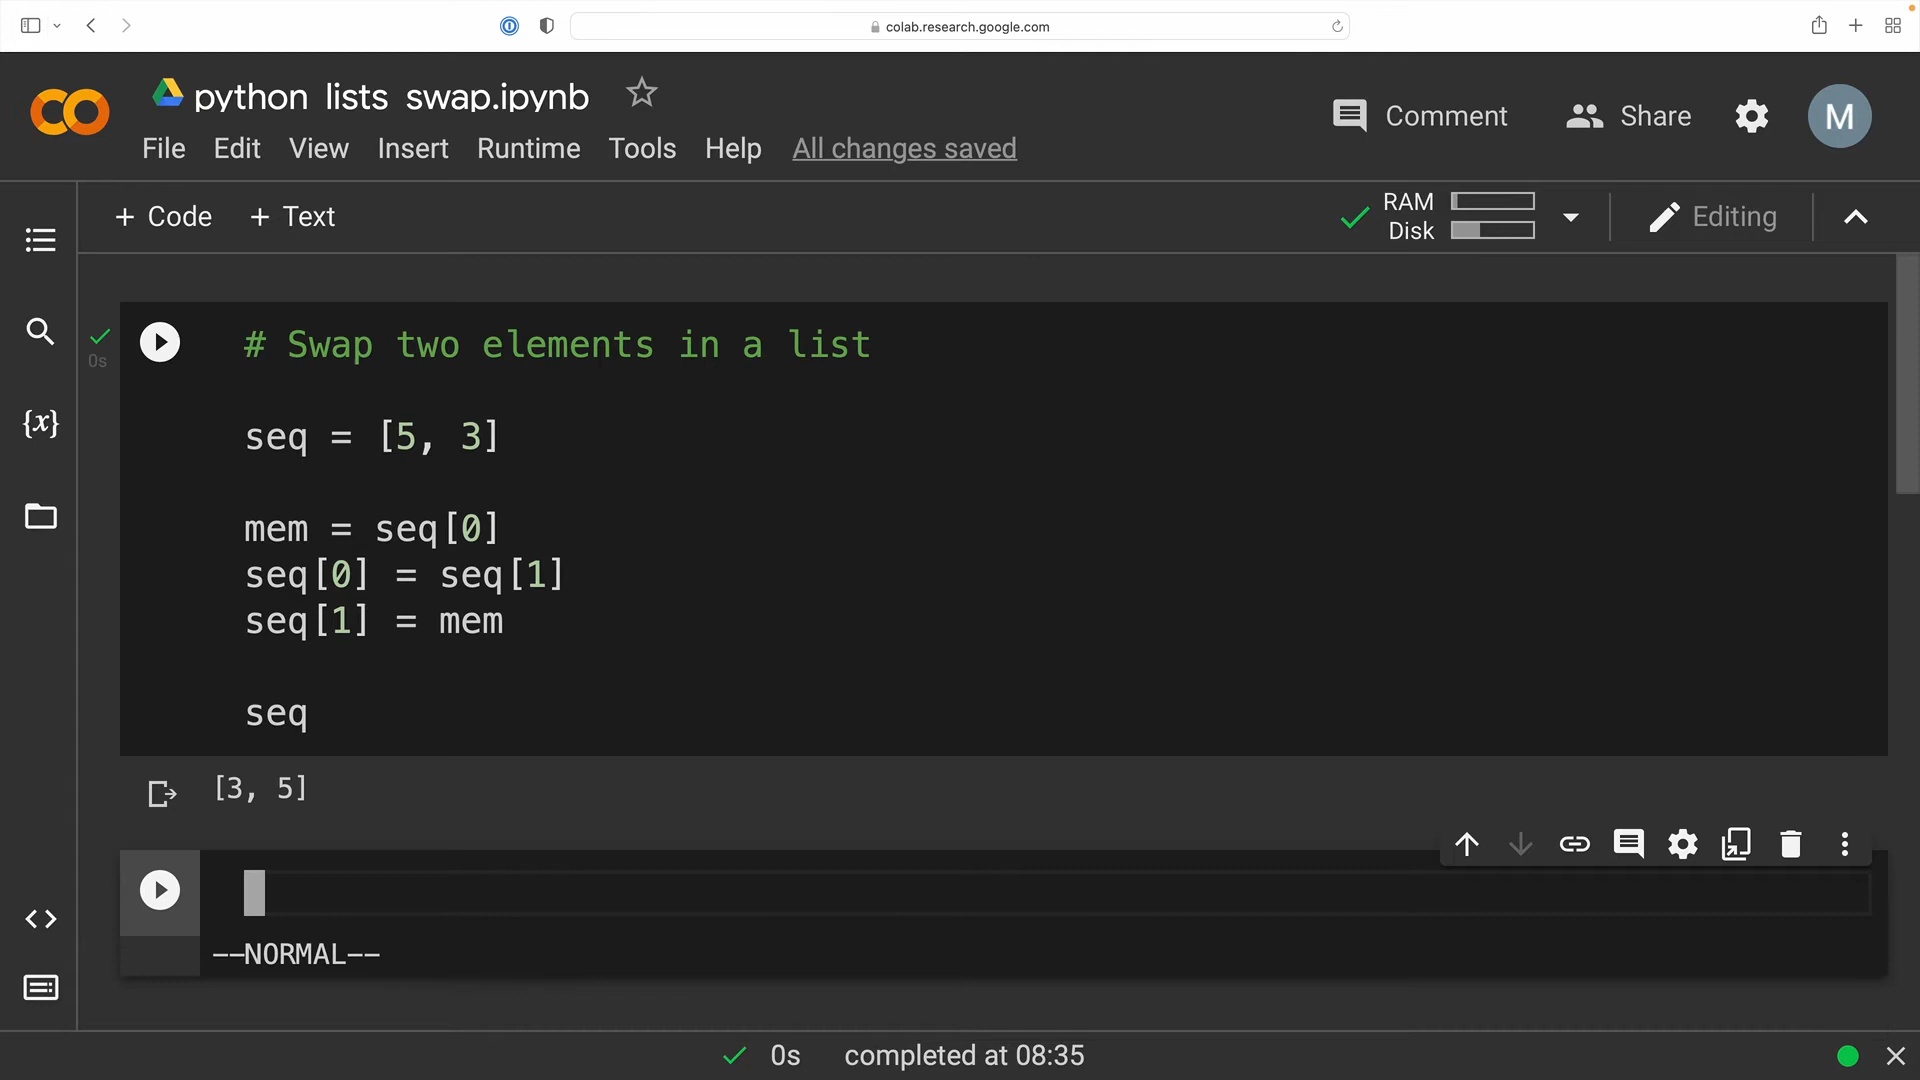 colab.research.google.com
python lists swap.ipynb
File Edit View Insert Runtime Tools Help All changes saved
Comment Share M
+ Code + Text
RAM
Disk
Editing
{x}
0s
# Swap two elements in a list
seq = [5, 3]
mem = seq[0]
seq[0] = seq[1]
seq[1] = mem
seq
[3, 5]
--NORMAL--
0s completed at 08:35